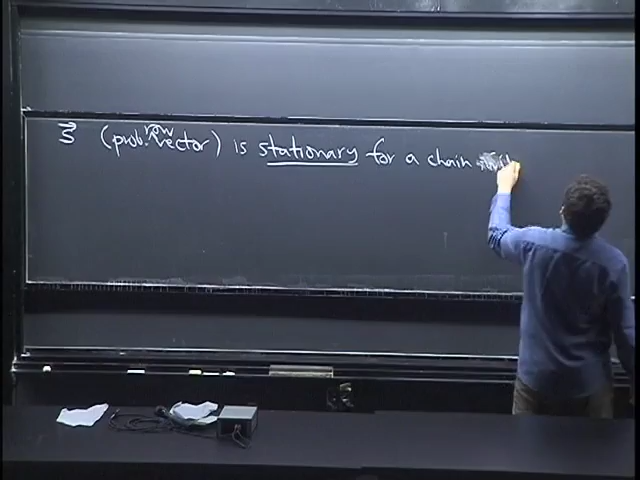 s⃗ (prob. row vector) is stationary for a chain